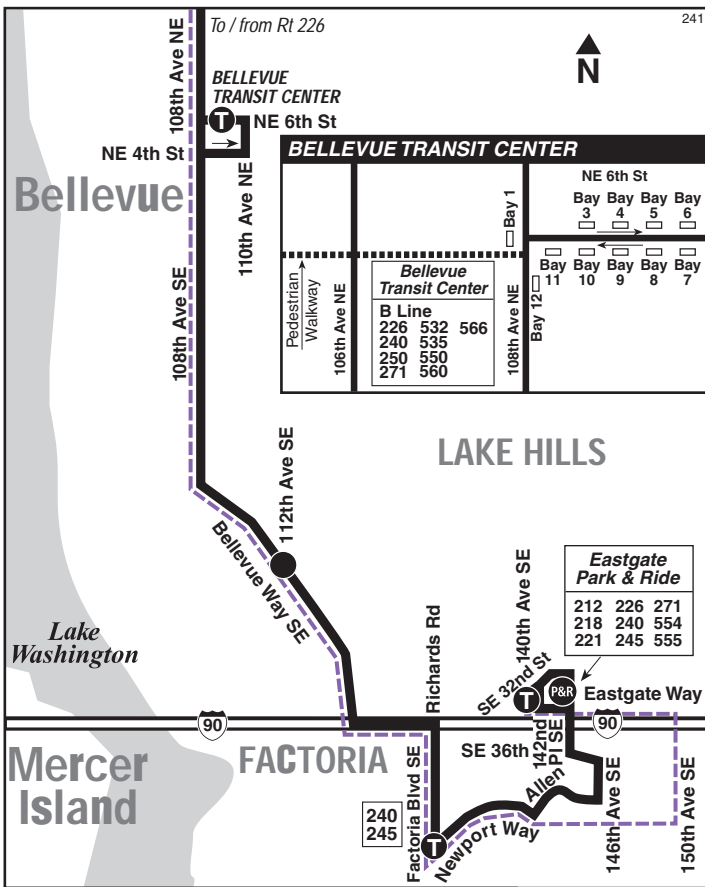 To / from Rt 226
241
108th Ave NE
BELLEVUE
TRANSIT CENTER
T
NE 6th St
NE 4th St
110th Ave NE
N
Bellevue
108th Ave SE
BELLEVUE TRANSIT CENTER
NE 6th St
Bay
3
Bay
4
Bay
5
Bay
6
Bay 1
Bay
11
Bay
10
Bay
9
Bay
8
Bay
7
Bay 12
Pedestrian
Walkway
106th Ave NE
Bellevue
Transit Center
B Line
226 532 566
240 535
250 550
271 560
108th Ave NE
LAKE HILLS
112th Ave SE
Bellevue Way SE
Lake
Washington
Eastgate
Park & Ride
212 226 271
218 240 554
221 245 555
140th Ave SE
SE 32nd St
P&R
T
Eastgate Way
Richards Rd
90
90
SE 36th
142nd
Pl SE
Mercer
Island
FACTORIA
Factoria Blvd SE
240
245
T
Allen
Newport Way
146th Ave SE
150th Ave SE